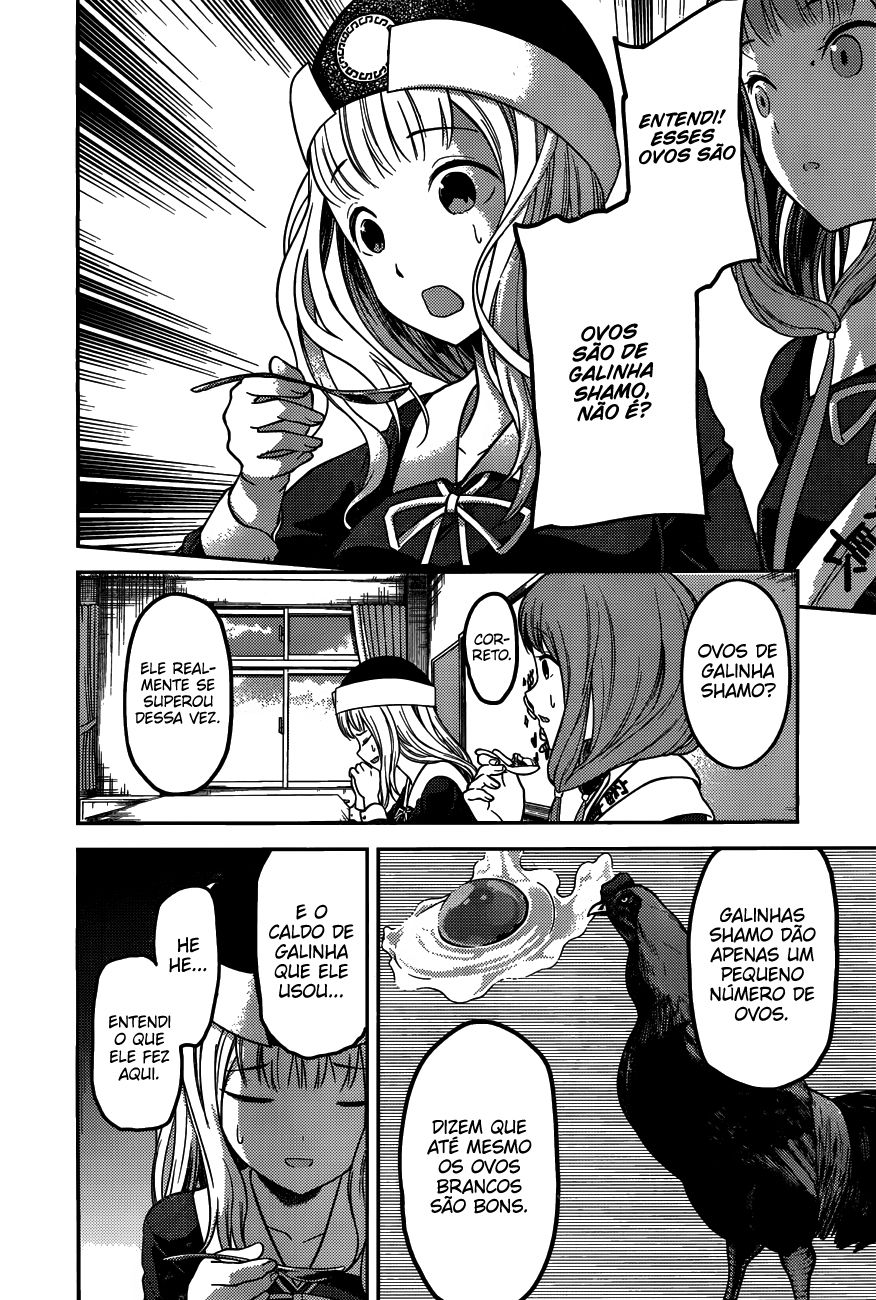 ENTENDI!
ESSES
OVOS SÃO
OVOS
SÃO DE
GALINHA
SHAMO,
NÃO É?
OVOS DE
GALINHA
SHAMO?
COR-
RETO.
ELE REAL-
MENTE SE
SUPEROU
DESSA VEZ.
GALINHAS
SHAMO DÃO
APENAS UM
PEQUENO
NÚMERO DE
OVOS.
DIZEM QUE
ATÉ MESMO
OS OVOS
BRANCOS
SÃO BONS.
E O
CALDO DE
GALINHA
QUE ELE
USOU...
HE
HE...
ENTENDI
O QUE
ELE FEZ
AQUI.